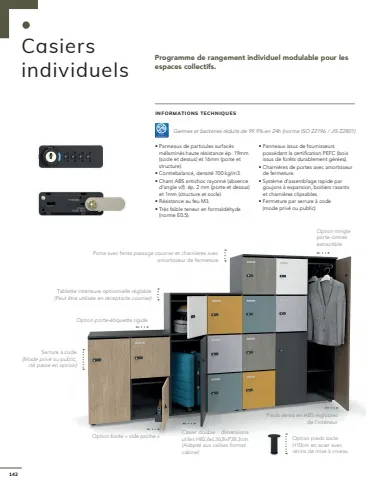 Casiers
individuels
Programme de rangement individuel modulable pour les
espaces collectifs.
INFORMATIONS TECHNIQUES
Germes et bactéries réduits de 99.9% en 24h (norme ISO 22196 / JIS Z2801)
• Panneaux de particules surfacés
mélaminés haute résistance ép. 19mm
(socle et dessus) et 16mm (porte et
structure)
• Contrebalancé, densité 700 kg/m3.
• Chant ABS antichoc rayonné (absence
d'angle vif) ép. 2 mm (porte et dessus)
et 1mm (structure et socle)
• Résistance au feu M3.
• Très faible teneur en formaldéhyde
(norme E0.5).
• Panneaux issus de fournisseurs
possédant la certification PEFC (bois
issus de forêts durablement gérées).
• Charnières de portes avec amortisseur
de fermeture
• Système d'assemblage rapide par
goujons à expansion, boitiers rasants
et charnières clipables.
• Fermeture par serrure à code
(mode privé ou public)
Option tringle
porte-cintres
extractible
Porte avec fente passage courrier et charnières avec
amortisseur de fermeture
Tablette intérieure optionnelle réglable
(Peut être utilisée en réceptacle courrier)
Option porte-étiquette rigide
Serrure à code
(Mode privé ou public,
clé passe en option)
Option boite « vide poche »
Casier double : dimensions
(Adapté aux valises format
cabine)
Pieds vérins en ABS réglables
de l'intérieur
Option pieds socle
H10cm en acier avec
vérins de mise à niveau.
142